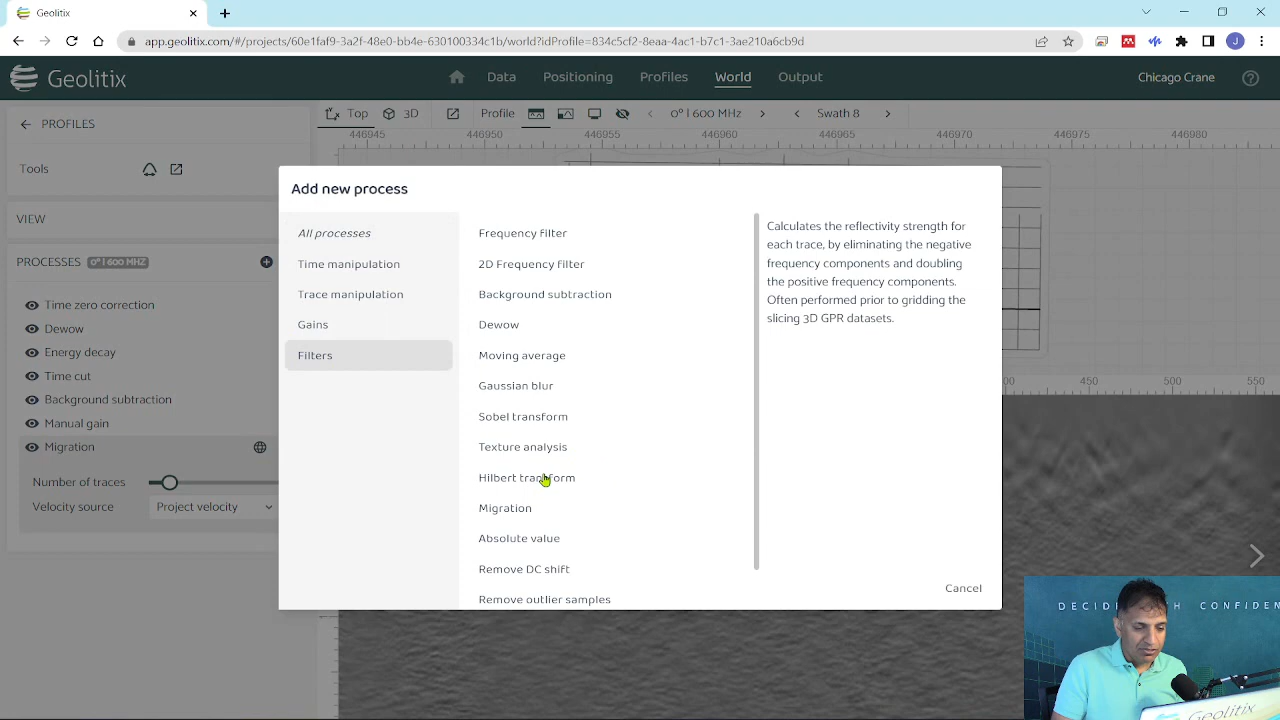 Geolitix
app.geolitix.com/#/projects/60e1faf9-3a2f-48e0-bb4e-630100334c1b/world?idProfile=834c5cf2-8eaa-4ac1-b7c1-3ae210a6cb9d
J
Geolitix
Data
Positioning
Profiles
World
Output
Chicago Crane
PROFILES
Top
3D
Profile
0° | 600 MHz
Swath 8
446945
446950
446955
446960
446965
446970
446975
446980
Tools
VIEW
PROCESSES 0° | 600 MHZ
Time zero correction
Dewow
Energy decay
Time cut
Background subtraction
Manual gain
Migration
Number of traces
Velocity source
Project velocity
Add new process
All processes
Time manipulation
Trace manipulation
Gains
Filters
Frequency filter
2D Frequency filter
Background subtraction
Dewow
Moving average
Gaussian blur
Sobel transform
Texture analysis
Hilbert transform
Migration
Absolute value
Remove DC shift
Remove outlier samples
Calculates the reflectivity strength for
each trace, by eliminating the negative
frequency components and doubling
the positive frequency components.
Often performed prior to gridding the
slicing 3D GPR datasets.
Cancel
00
450
500
550
DECIDE
TH CONFIDEN
Geolitix